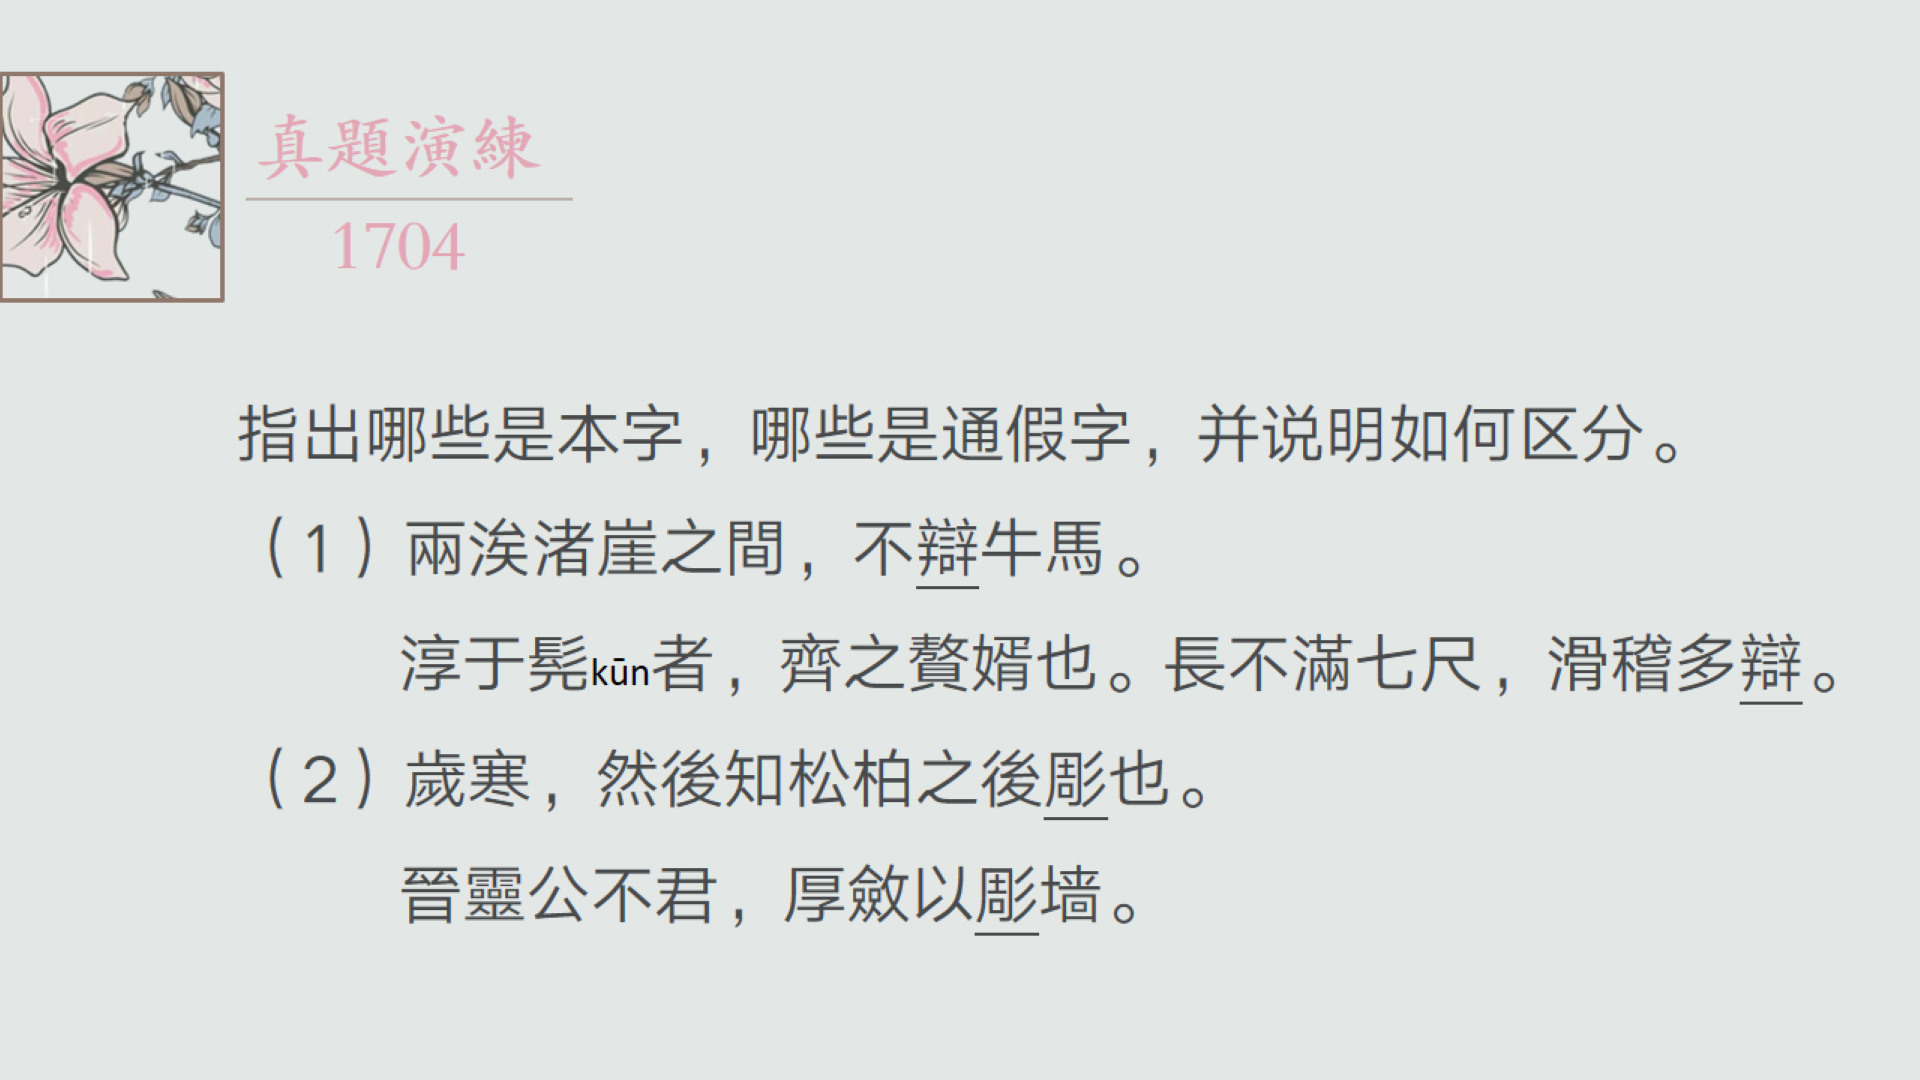 真題演練
1704
指出哪些是本字，哪些是通假字，并说明如何区分。
（1）兩涘渚崖之間，不辯牛馬。
淳于髡kūn者，齊之贅婿也。長不滿七尺，滑稽多辯。
（2）歲寒，然後知松柏之後彫也。
晉靈公不君，厚斂以彫墙。